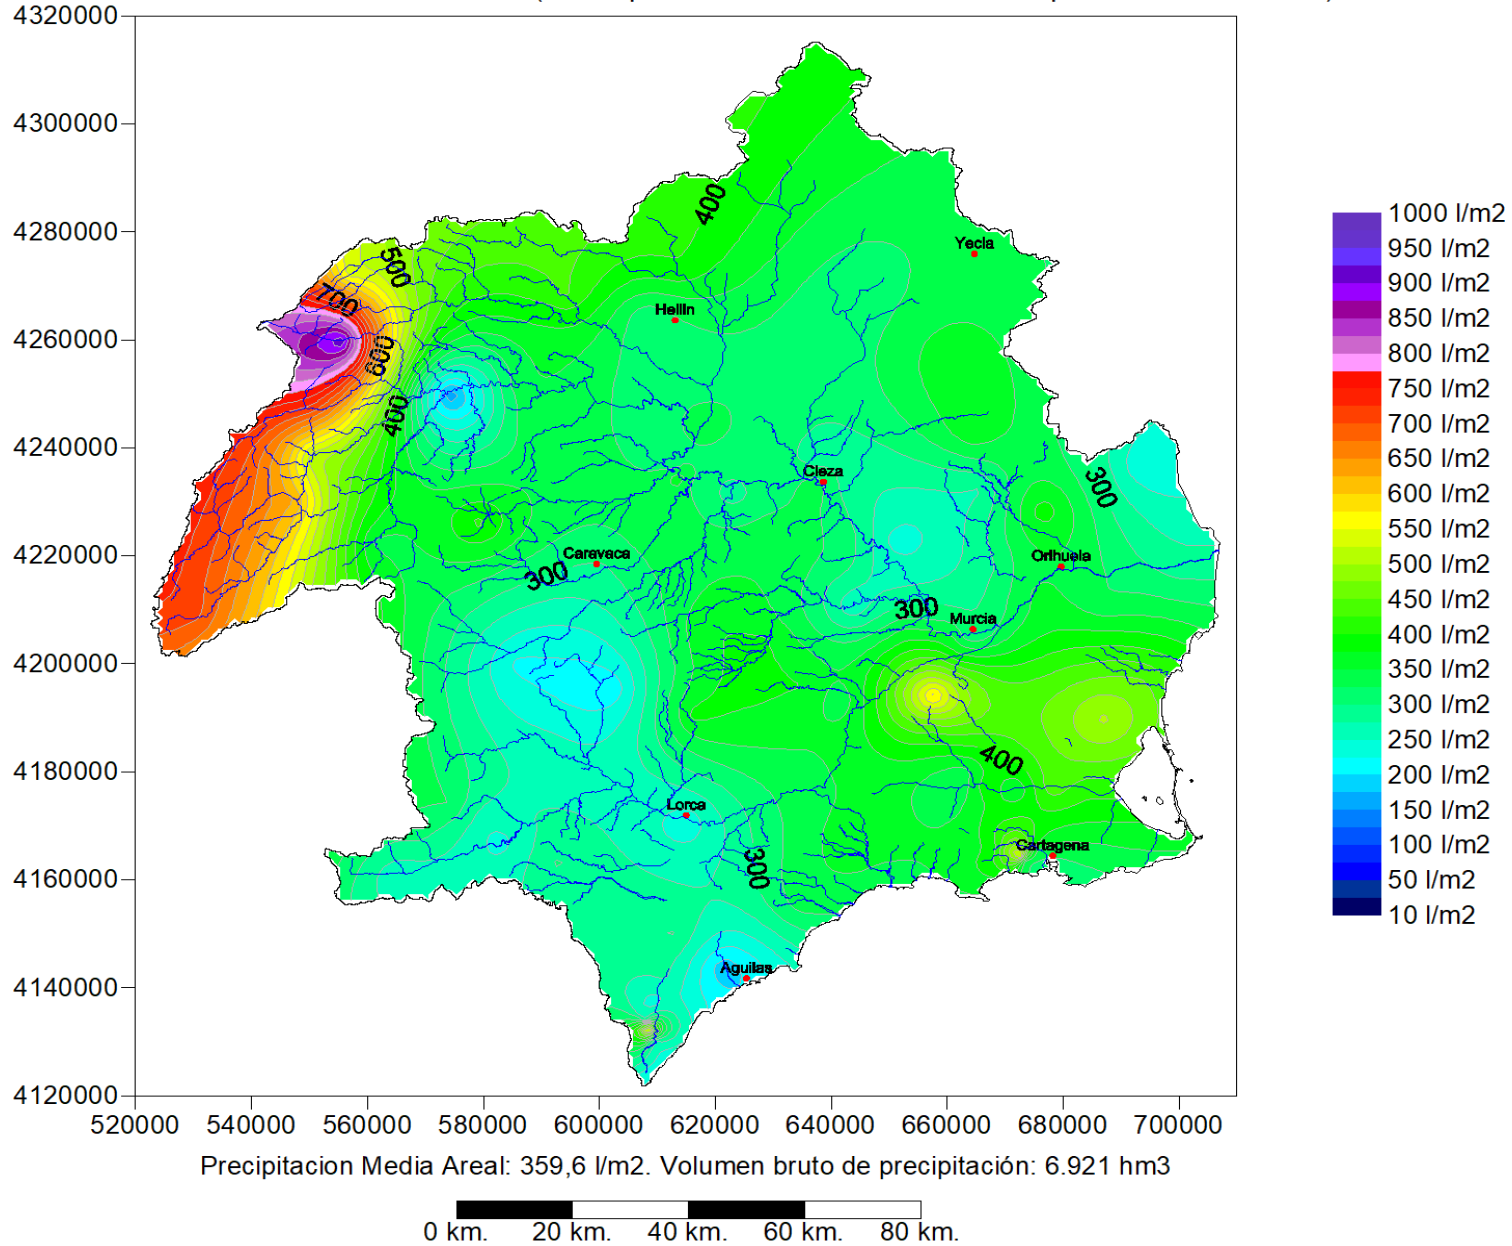 4320000
4300000
4280000
4260000
4240000
4220000
4200000
4180000
4160000
4140000
4120000
520000 540000 560000 580000 600000 620000 640000 660000 680000 700000
400
500
700
600
400
300
300
300
400
300
Yecla
Hellin
Cieza
Caravaca
Orihuela
Murcia
Lorca
Cartagena
Aguilas
1000 l/m2
950 l/m2
900 l/m2
850 l/m2
800 l/m2
750 l/m2
700 l/m2
650 l/m2
600 l/m2
550 l/m2
500 l/m2
450 l/m2
400 l/m2
350 l/m2
300 l/m2
250 l/m2
200 l/m2
150 l/m2
100 l/m2
50 l/m2
10 l/m2
Precipitacion Media Areal: 359,6 l/m2. Volumen bruto de precipitación: 6.921 hm3
0 km. 20 km. 40 km. 60 km. 80 km.